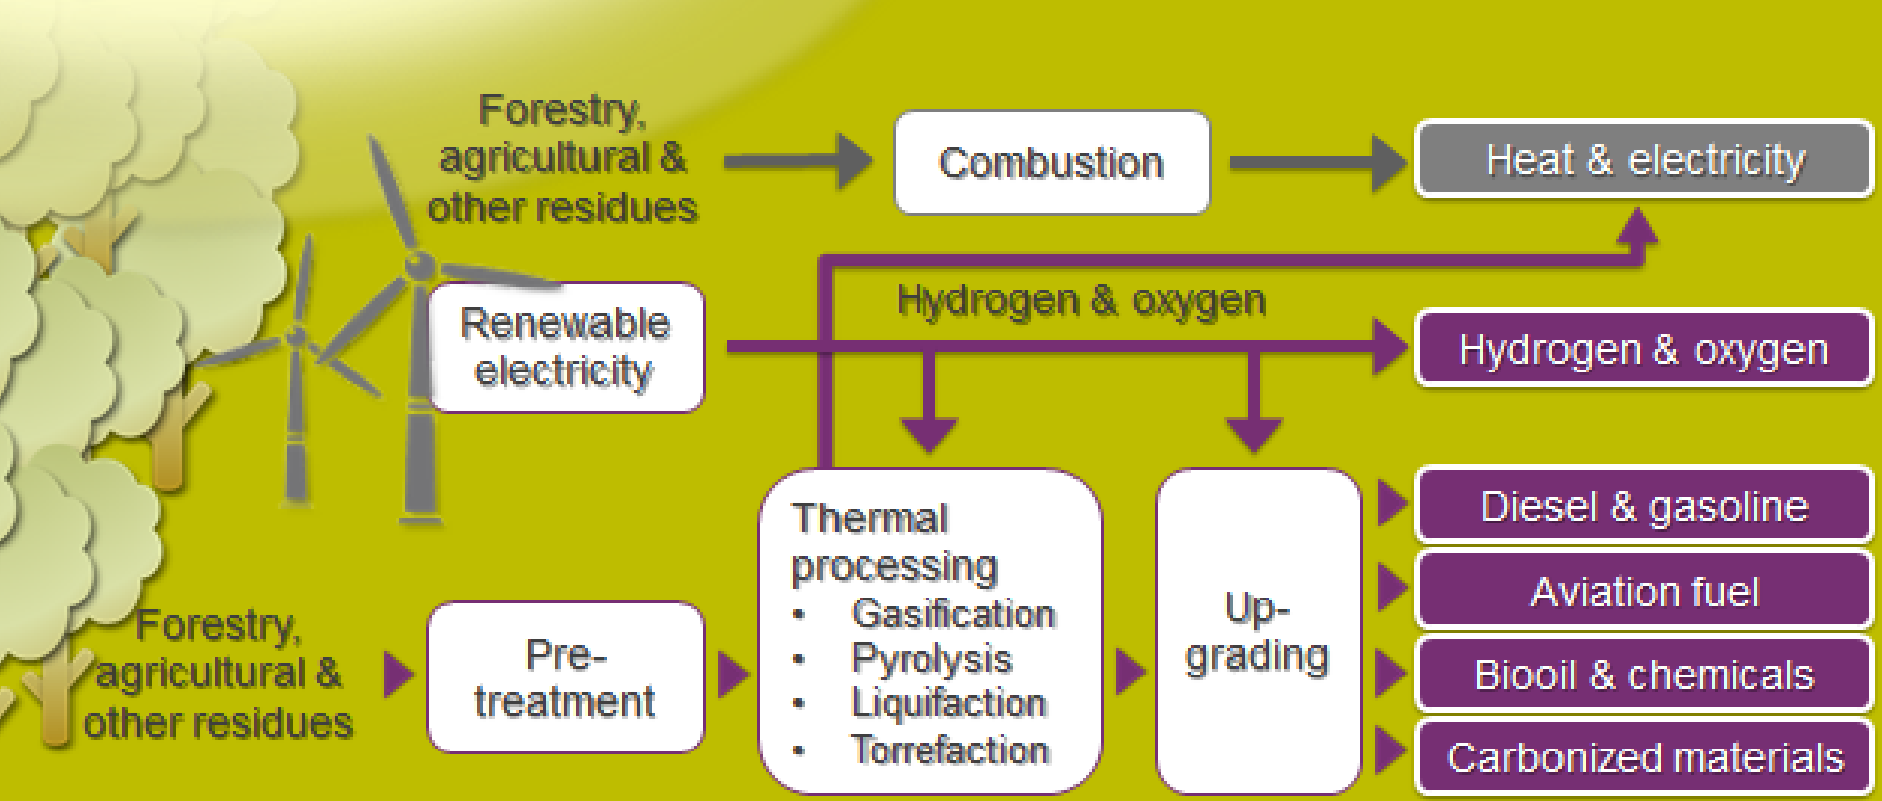 Forestry,
agricultural &
other residues
Combustion
Heat & electricity
Renewable
electricity
Hydrogen & oxygen
Hydrogen & oxygen
Forestry,
agricultural &
other residues
Pre-
treatment
Thermal
processing
• Gasification
• Pyrolysis
• Liquifaction
• Torrefaction
Up-
grading
Diesel & gasoline
Aviation fuel
Biooil & chemicals
Carbonized materials